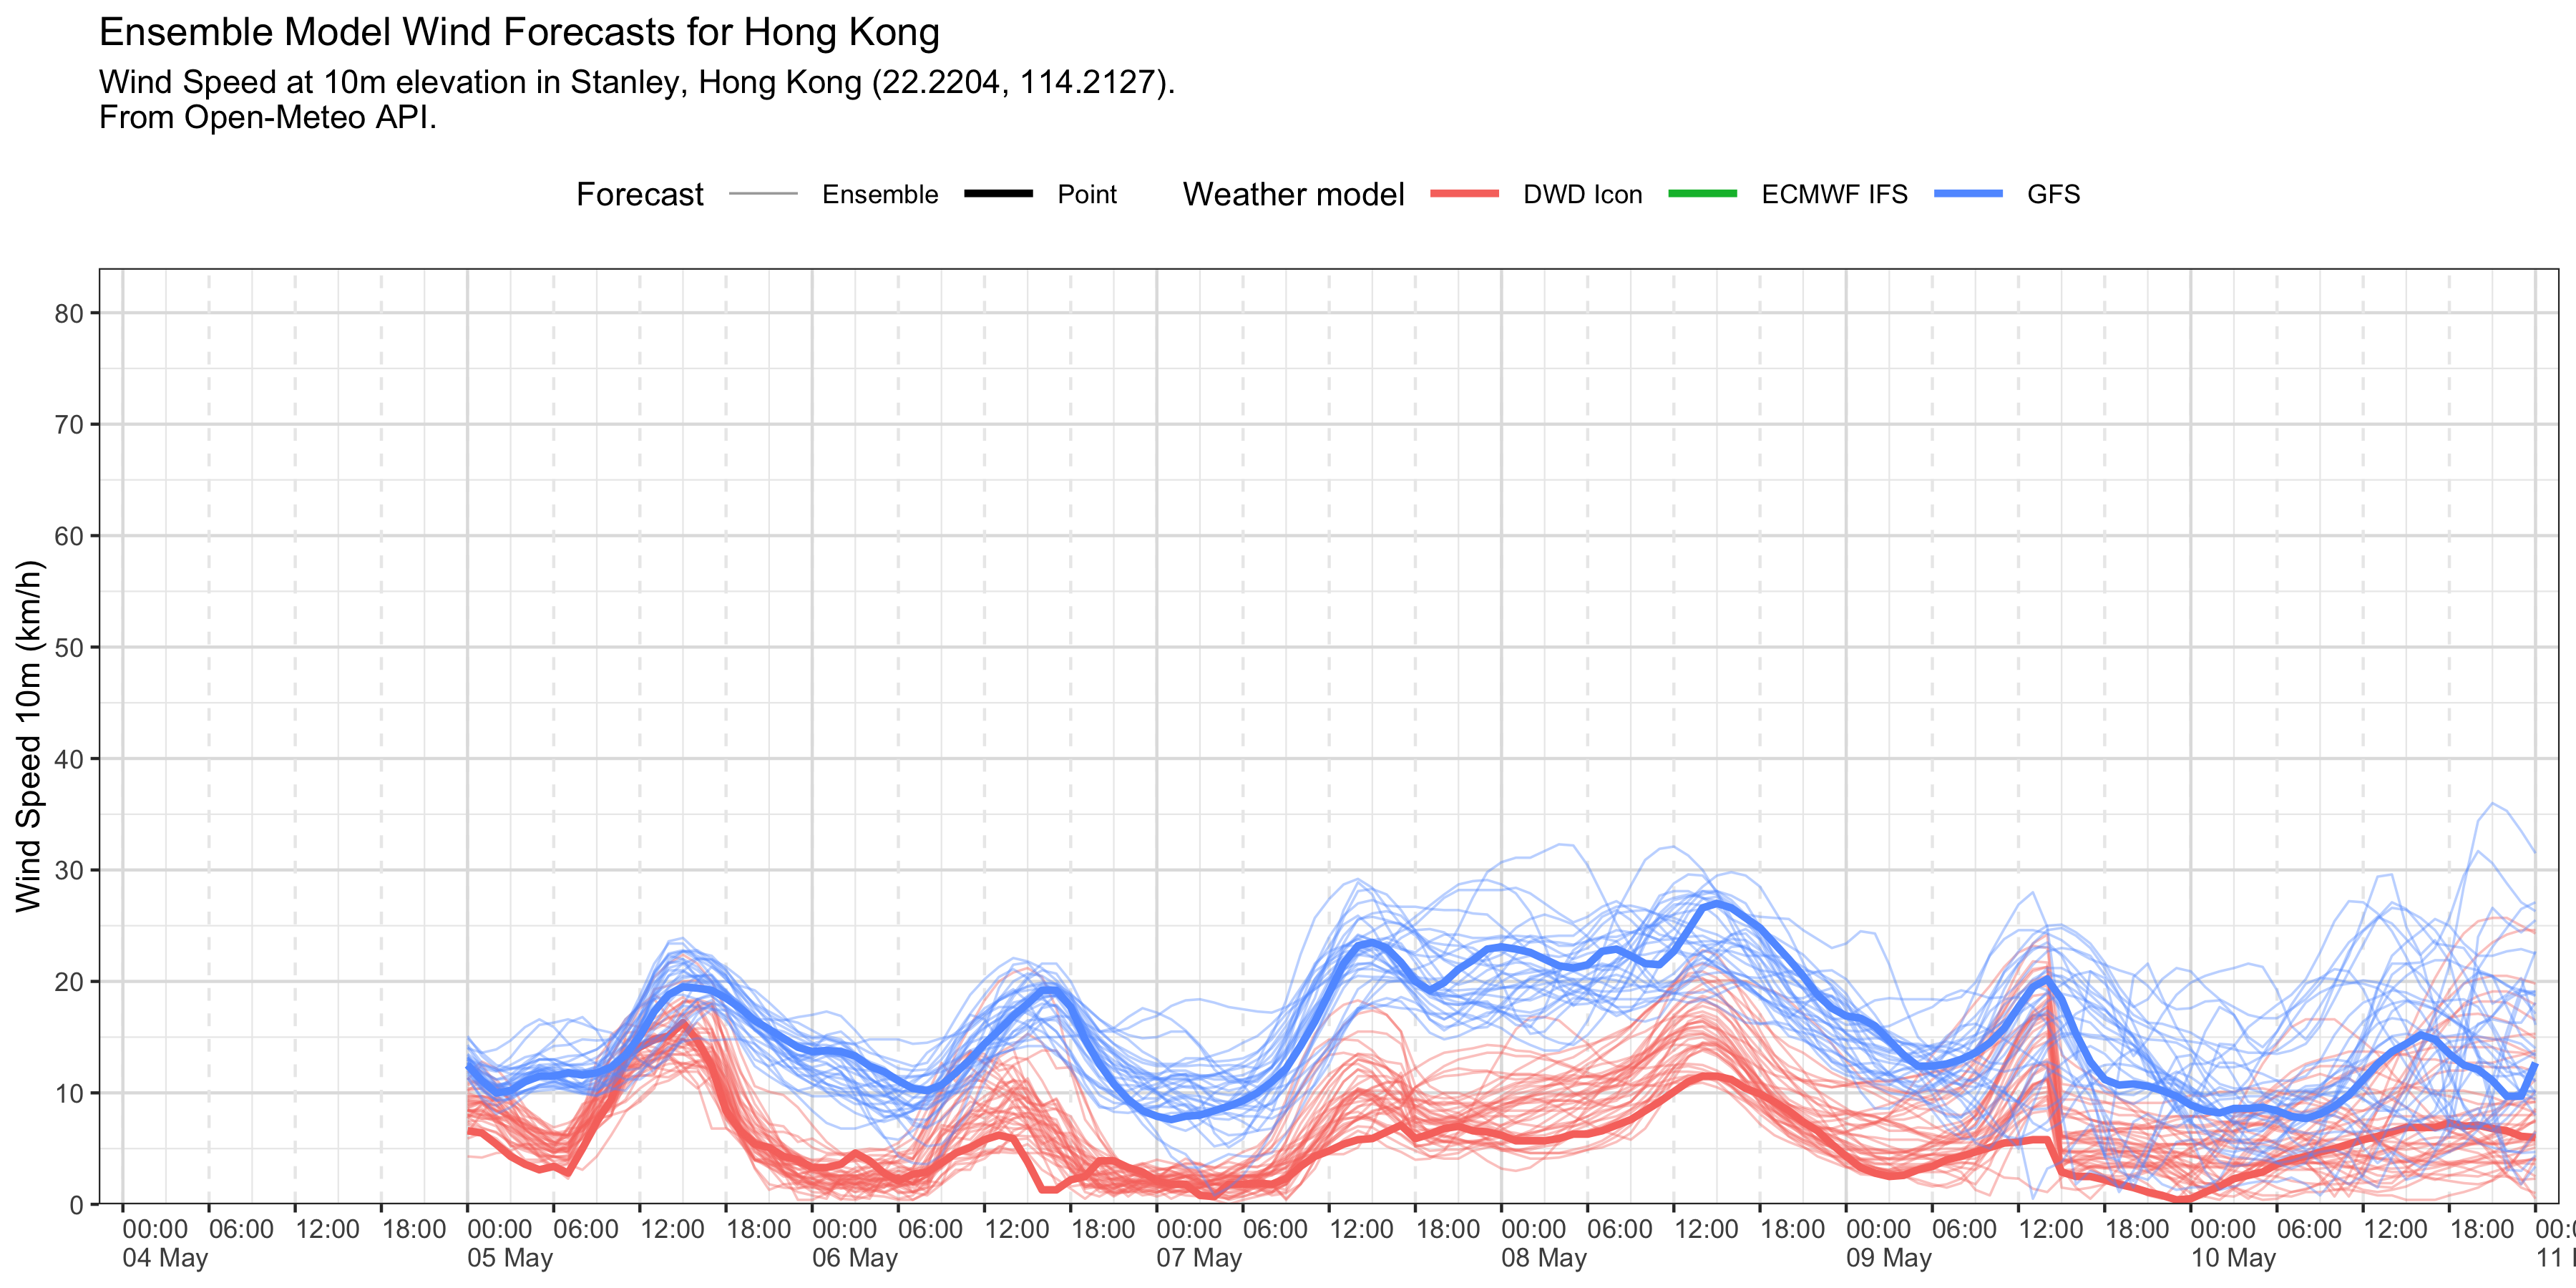 Ensemble Model Wind Forecasts for Hong Kong
Wind Speed at 10m elevation in Stanley, Hong Kong (22.2204, 114.2127).
From Open-Meteo API.
Forecast Ensemble Point Weather model DWD Icon ECMWF IFS GFS
Wind Speed 10m (km/h)
80
70
60
50
40
30
20
10
0
00:00 06:00 12:00 18:00 00:00 06:00 12:00 18:00 00:00 06:00 12:00 18:00 00:00 06:00 12:00 18:00 00:00 06:00 12:00 18:00 00:00 06:00 12:00 18:00 00:00 06:00 12:00 18:00
04 May 05 May 06 May 07 May 08 May 09 May 10 May 11